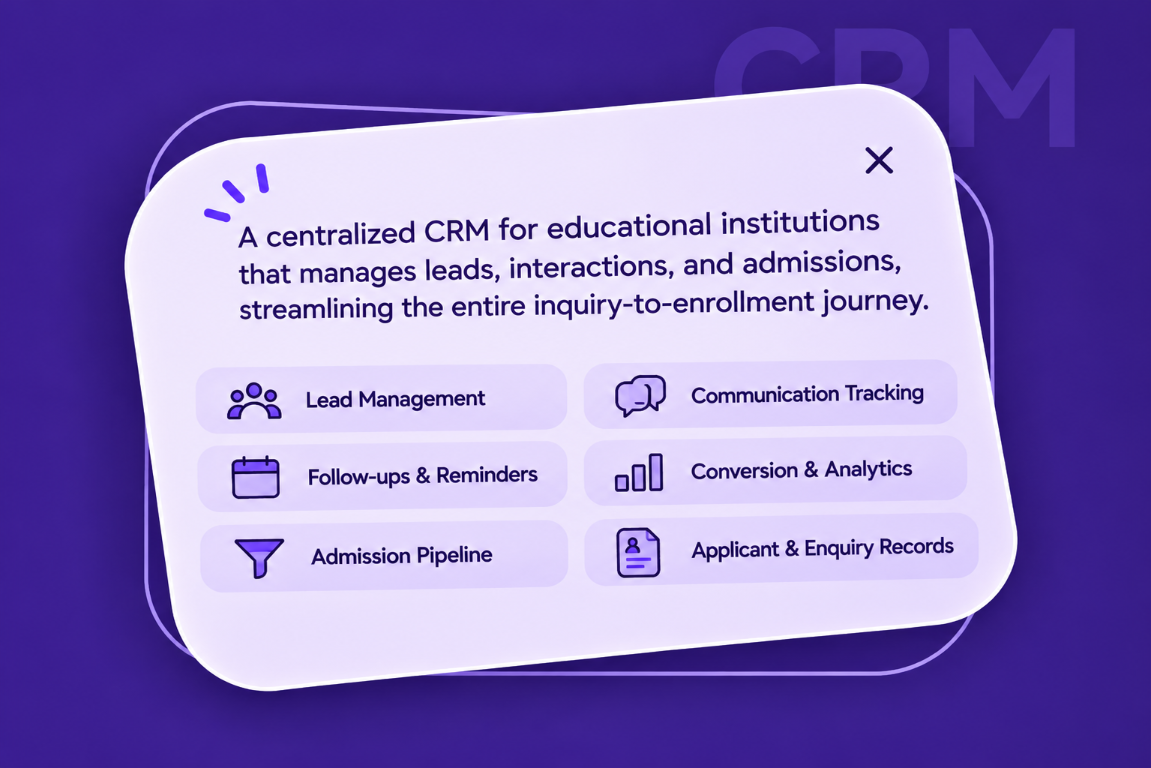 CRM
A centralized CRM for educational institutions
that manages leads, interactions, and admissions,
streamlining the entire inquiry-to-enrollment journey.
Lead Management
Communication Tracking
Follow-ups & Reminders
Conversion & Analytics
Admission Pipeline
Applicant & Enquiry Records